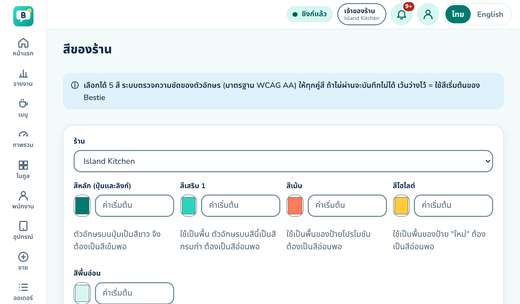 B
ซิงก์แล้ว
เจ้าของร้าน
Island Kitchen
9+
ไทย
English
หน้าแรก
รายงาน
เมนู
ภาพรวม
โมดูล
พนักงาน
อุปกรณ์
ขาย
ออเดอร์
สีของร้าน
เลือกได้ 5 สี ระบบตรวจความชัดของตัวอักษร (มาตรฐาน WCAG AA) ให้ทุกคู่สี ถ้าไม่ผ่านจะบันทึกไม่ได้ เว้นว่างไว้ = ใช้สีเริ่มต้นของ
Bestie
ร้าน
Island Kitchen
สีหลัก (ปุ่มและลิงก์)
ค่าเริ่มต้น
ตัวอักษรบนปุ่มเป็นสีขาว จึง
ต้องเป็นสีเข้มพอ
สีเสริม 1
ค่าเริ่มต้น
ใช้เป็นพื้น ตัวอักษรบนสีนี้เป็นสี
กรมท่า ต้องเป็นสีอ่อนพอ
สีเน้น
ค่าเริ่มต้น
ใช้เป็นพื้นของป้ายโปรโมชัน
ต้องเป็นสีอ่อนพอ
สีไฮไลต์
ค่าเริ่มต้น
ใช้เป็นพื้นของป้าย "ใหม่" ต้อง
เป็นสีอ่อนพอ
สีพื้นอ่อน
ค่าเริ่มต้น